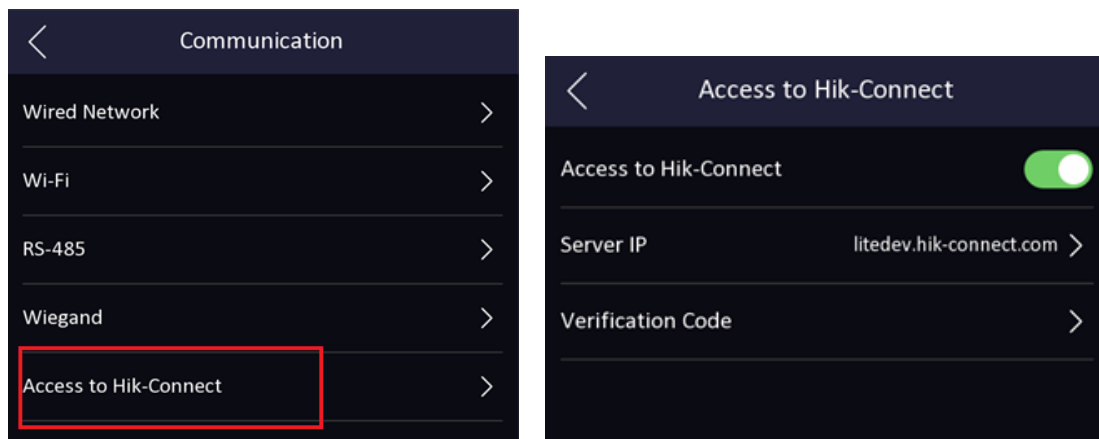 Communication
Wired Network
Wi-Fi
RS-485
Wiegand
Access to Hik-Connect
Access to Hik-Connect
Access to Hik-Connect
Server IP litedev.hik-connect.com
Verification Code